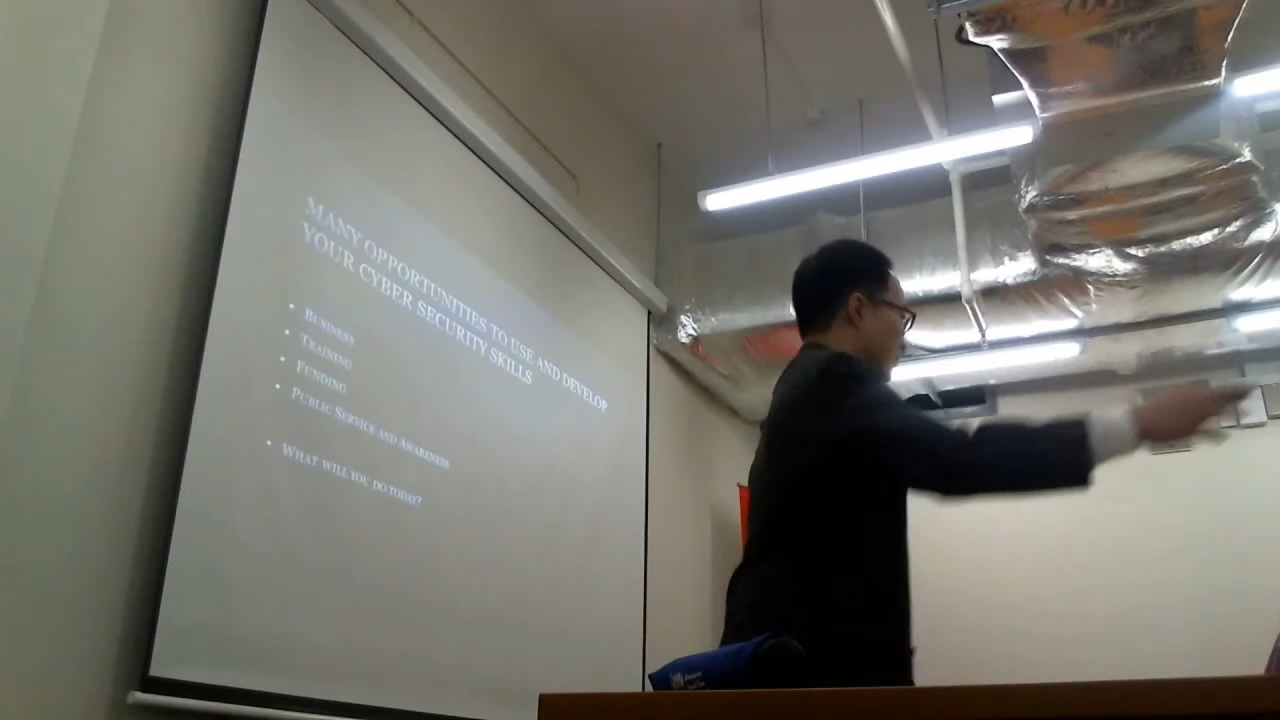 MANY OPPORTUNITIES TO USE AND DEVELOP
YOUR CYBER SECURITY SKILLS
• BUSINESS
• TRAINING
• FUNDING
• PUBLIC SERVICE AND AWARENESS
• WHAT WILL YOU DO TODAY?